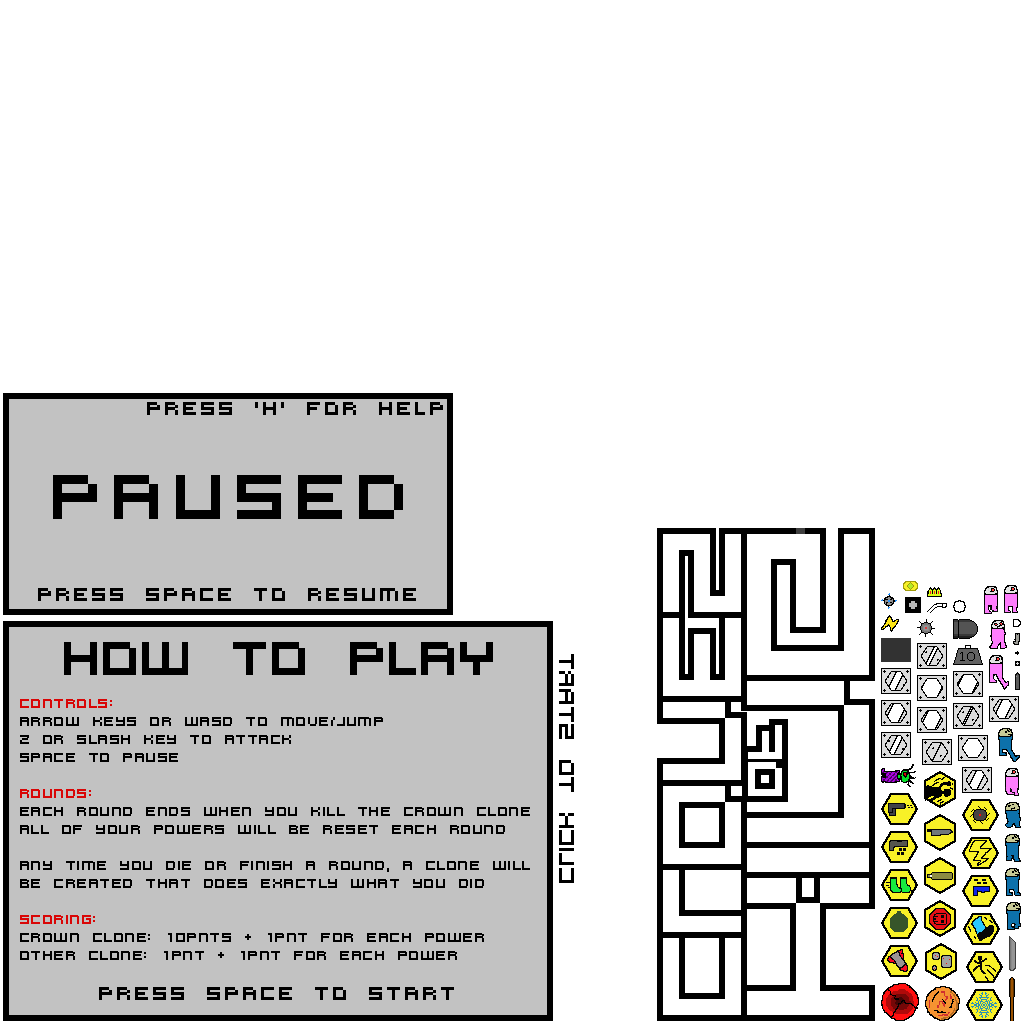 PRESS 'H' FOR HELP
PAUSED
PRESS SPACE TO RESUME
HOW TO PLAY
CONTROLS:
ARROW KEYS OR WASD TO MOVE/JUMP
Z OR SLASH KEY TO ATTACK
SPACE TO PAUSE
ROUNDS:
EACH ROUND ENDS WHEN YOU KILL THE CROWN CLONE
ALL OF YOUR POWERS WILL BE RESET EACH ROUND
ANY TIME YOU DIE OR FINISH A ROUND, A CLONE WILL
BE CREATED THAT DOES EXACTLY WHAT YOU DID
SCORING:
CROWN CLONE: 10PNTS + 1PNT FOR EACH POWER
OTHER CLONE: 1PNT + 1PNT FOR EACH POWER
PRESS SPACE TO START
CLICK TO START
10